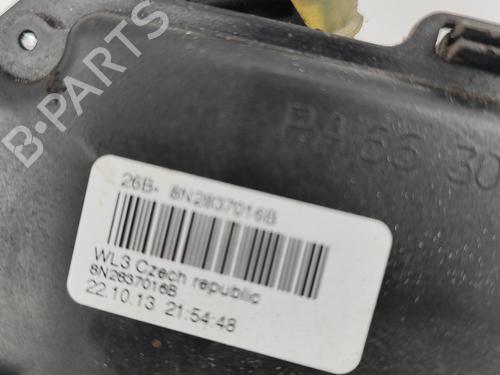 B-PARTS
PA66 30
26B- 8N2837016B
WL3 Czech republic
8N2837016B
22.10.13 21:54:48